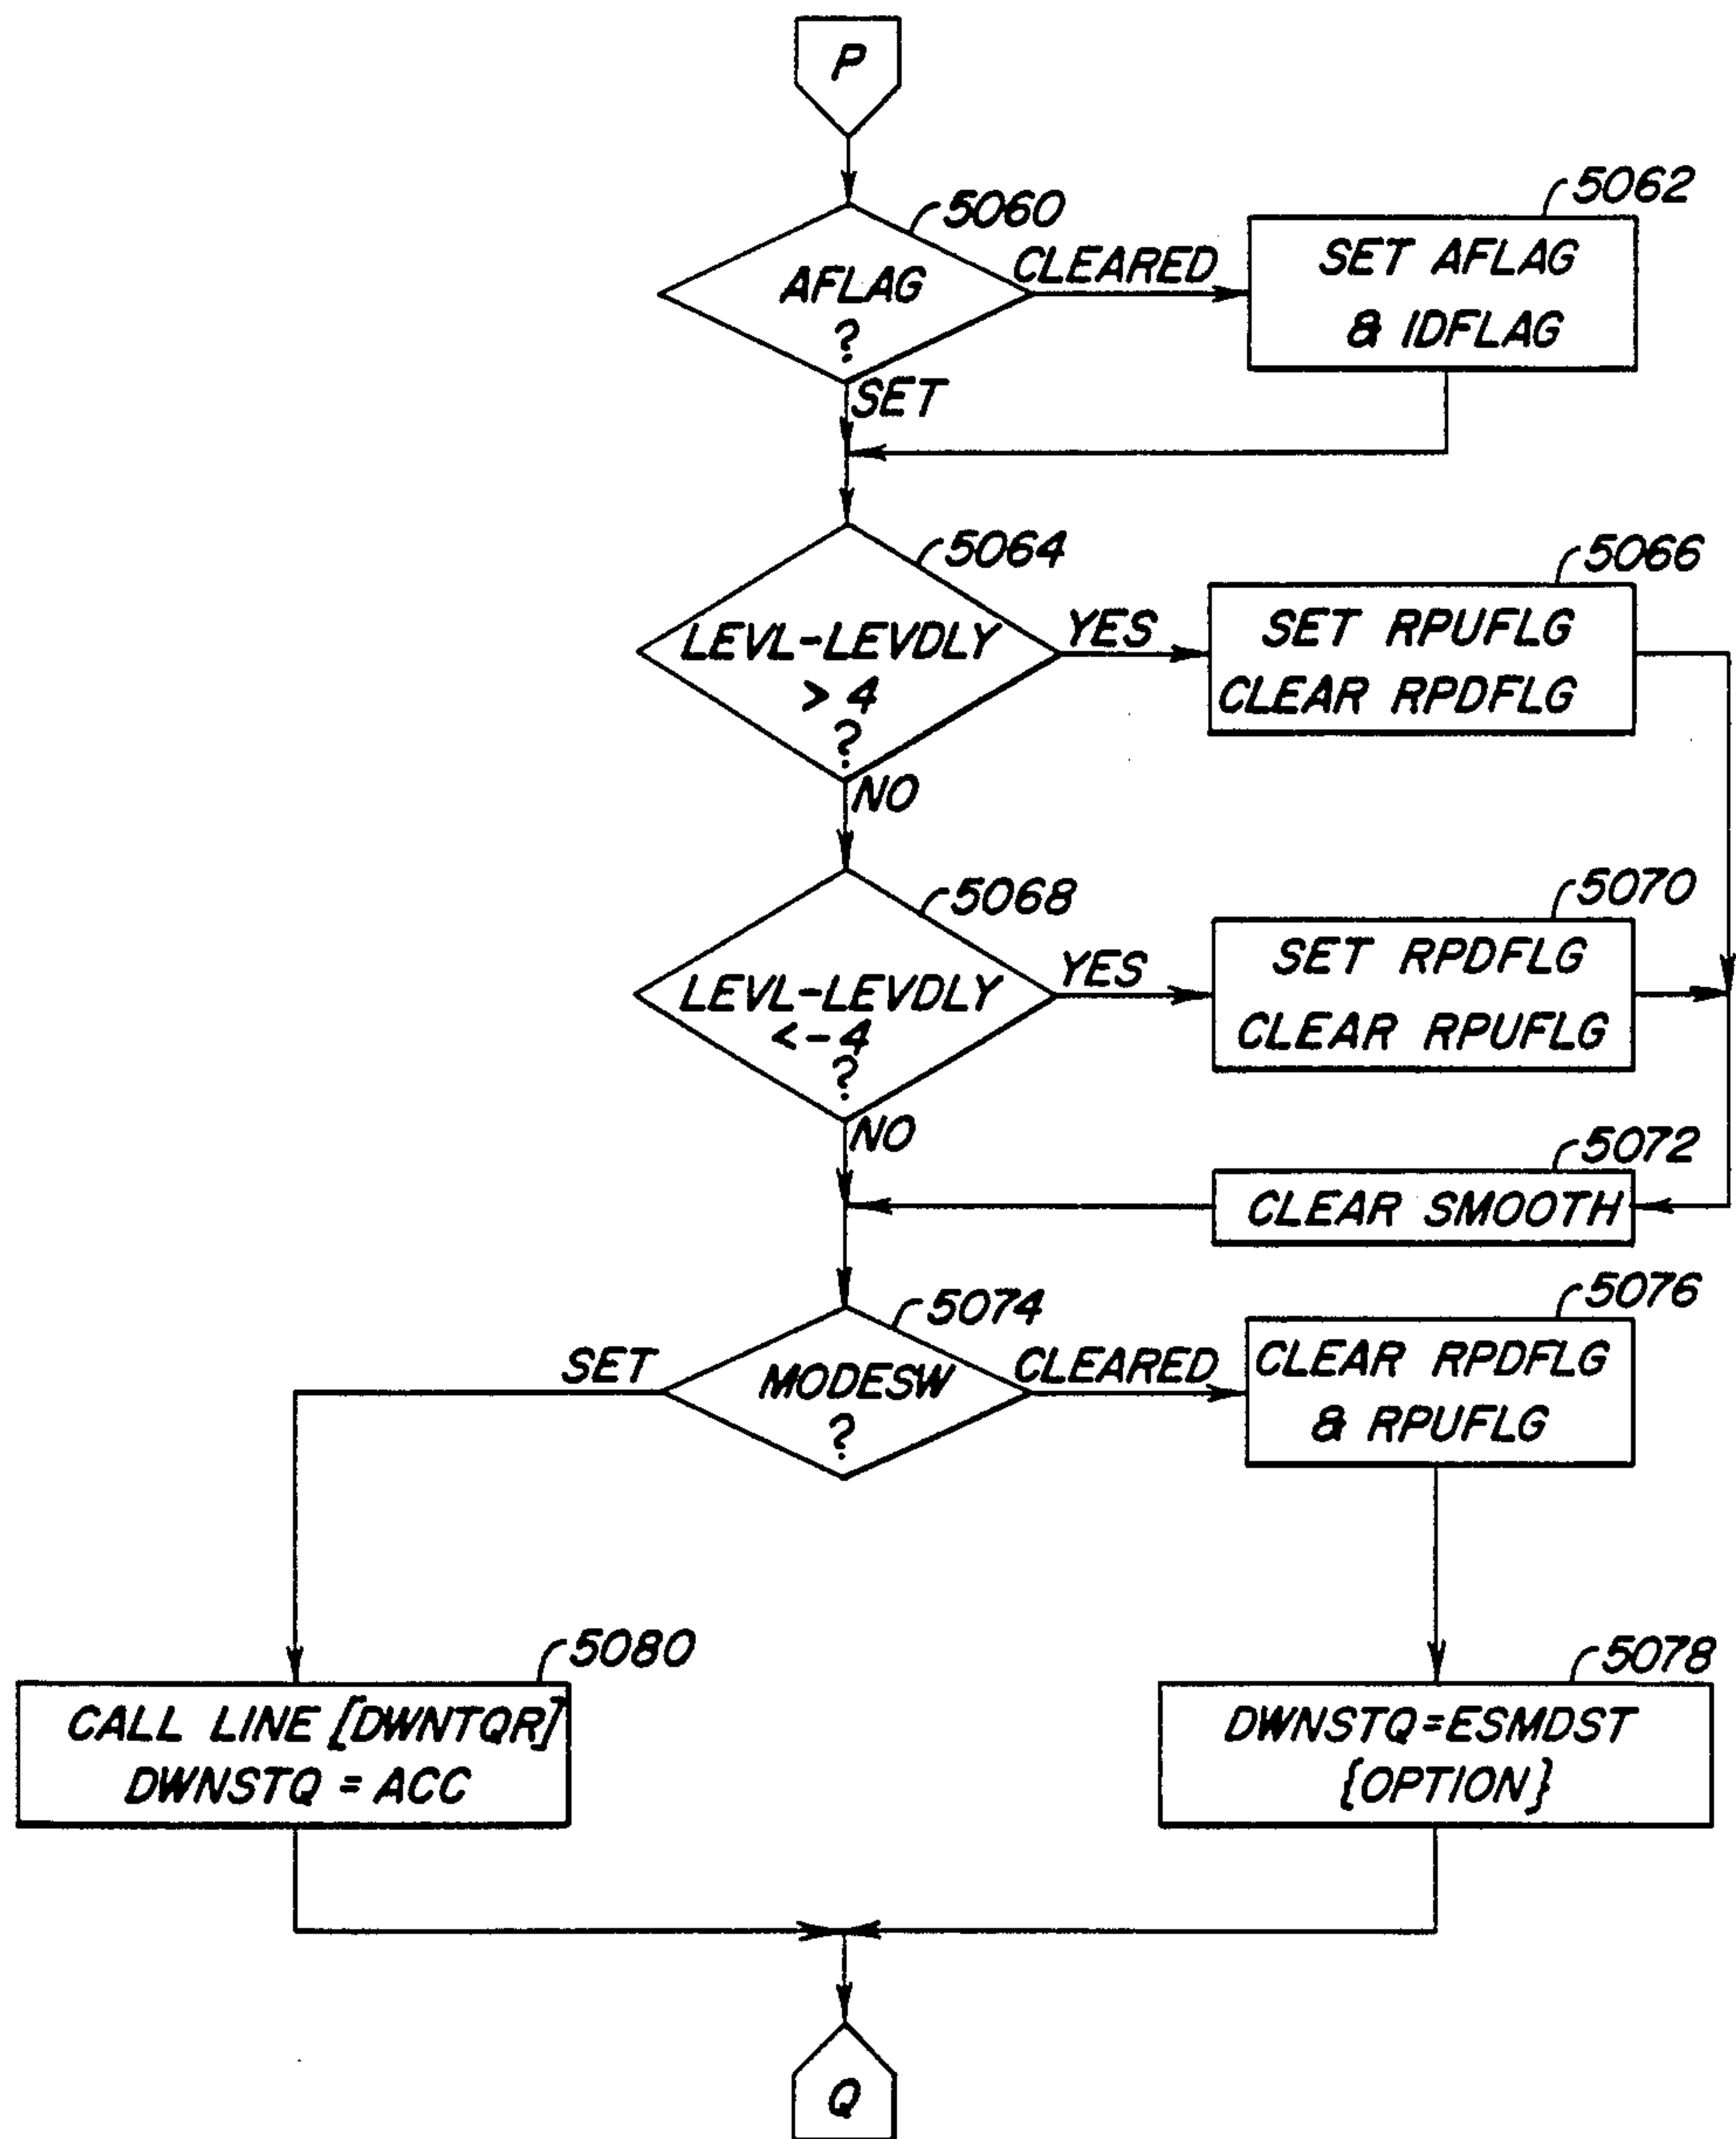 P
5060
5062
AFLAG
?
CLEARED
SET AFLAG
& IDFLAG
SET
5064
5066
LEVL-LEVDLY
> 4
?
YES
SET RPUFLG
CLEAR RPDFLG
NO
5068
5070
LEVL-LEVDLY
<-4
?
YES
SET RPDFLG
CLEAR RPUFLG
NO
5072
CLEAR SMOOTH
5074
5076
SET
MODESW
?
CLEARED
CLEAR RPDFLG
& RPUFLG
5080
5078
CALL LINE [DWNTQR]
DWNSTQ = ACC
DWNSTQ=ESMDST
{OPTION}
Q